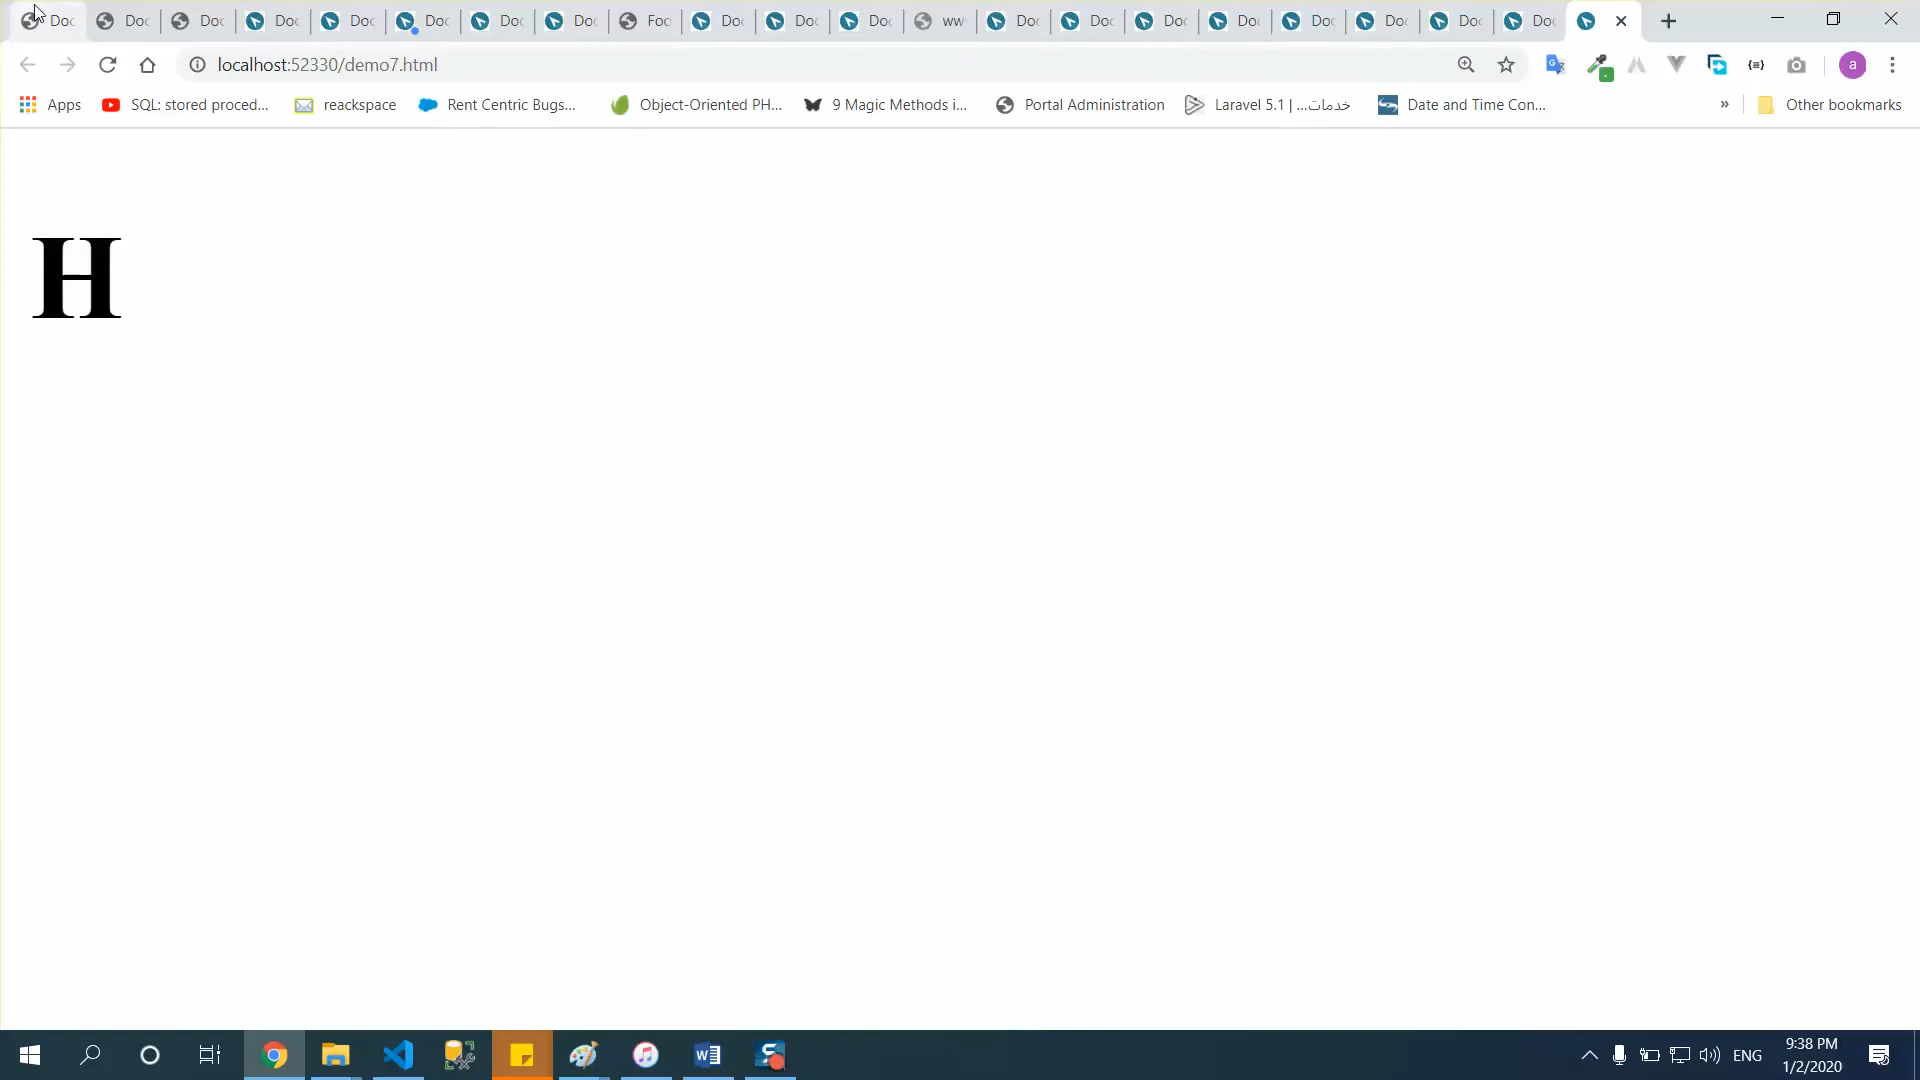 Doc Doc Doc Doc Doc Doc Doc Doc Foo Doc Doc Doc ww Doc Doc Doc Doc Doc Doc Doc Doc
localhost:52330/demo7.html a
Apps SQL: stored proced... reackspace Rent Centric Bugs... Object-Oriented PH... 9 Magic Methods i... Portal Administration Laravel 5.1 | ...خدمات Date and Time Con... » Other bookmarks
H
ENG 9:38 PM
1/2/2020